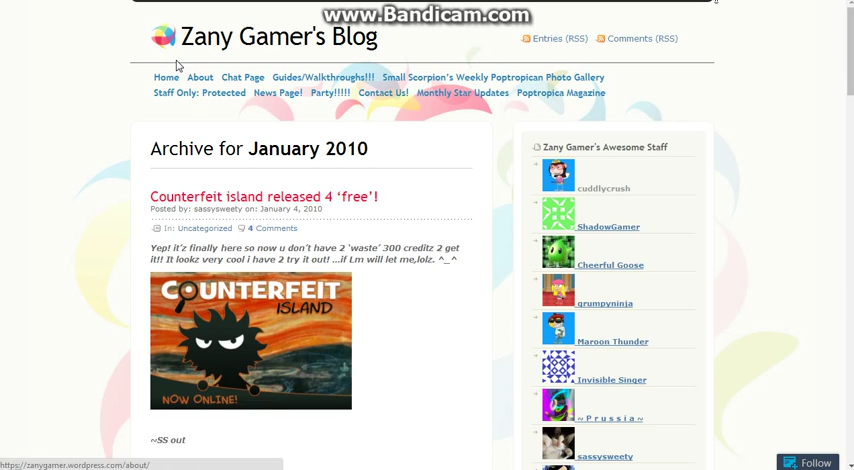 www.Bandicam.com
Zany Gamer's Blog
Entries (RSS) Comments (RSS)
Home About Chat Page Guides/Walkthroughs!!! Small Scorpion's Weekly Poptropican Photo Gallery
Staff Only: Protected News Page! Party!!!!! Contact Us! Monthly Star Updates Poptropica Magazine
Archive for January 2010
Counterfeit island released 4 ‘free’!
Posted by: sassysweety on: January 4, 2010
In: Uncategorized 4 Comments
Yep! it’z finally here so now u don’t have 2 ‘waste’ 300 creditz 2 get
it!! It lookz very cool i have 2 try it out! …if Lm will let me,lolz. ^_^
COUNTERFEIT
ISLAND
NOW ONLINE!
~SS out
Zany Gamer's Awesome Staff
cuddlycrush
ShadowGamer
Cheerful Goose
grumpyninja
Maroon Thunder
Invisible Singer
~ P r u s s i a ~
sassysweety
https://zanygamer.wordpress.com/about/
Follow